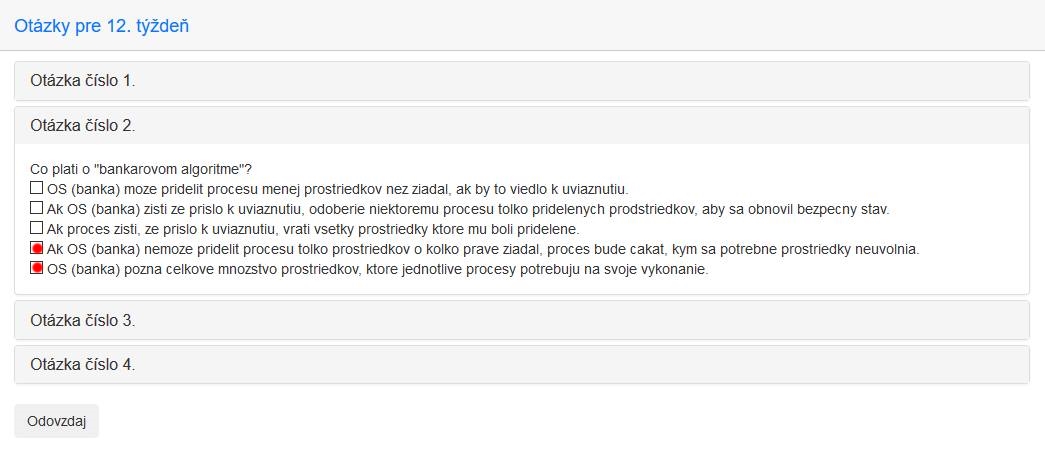 Otázky pre 12. týždeň
Otázka číslo 1.
Otázka číslo 2.
Co plati o "bankarovom algoritme"?
OS (banka) moze pridelit procesu menej prostriedkov nez ziadal, ak by to viedlo k uviaznutiu.
Ak OS (banka) zisti ze prislo k uviaznutiu, odoberie niektoremu procesu tolko pridelenych prodstriedkov, aby sa obnovil bezpecny stav.
Ak proces zisti, ze prislo k uviaznutiu, vrati vsetky prostriedky ktore mu boli pridelene.
Ak OS (banka) nemoze pridelit procesu tolko prostriedkov o kolko prave ziadal, proces bude cakat, kym sa potrebne prostriedky neuvolnia.
OS (banka) pozna celkove mnozstvo prostriedkov, ktore jednotlive procesy potrebuju na svoje vykonanie.
Otázka číslo 3.
Otázka číslo 4.
Odovzdaj